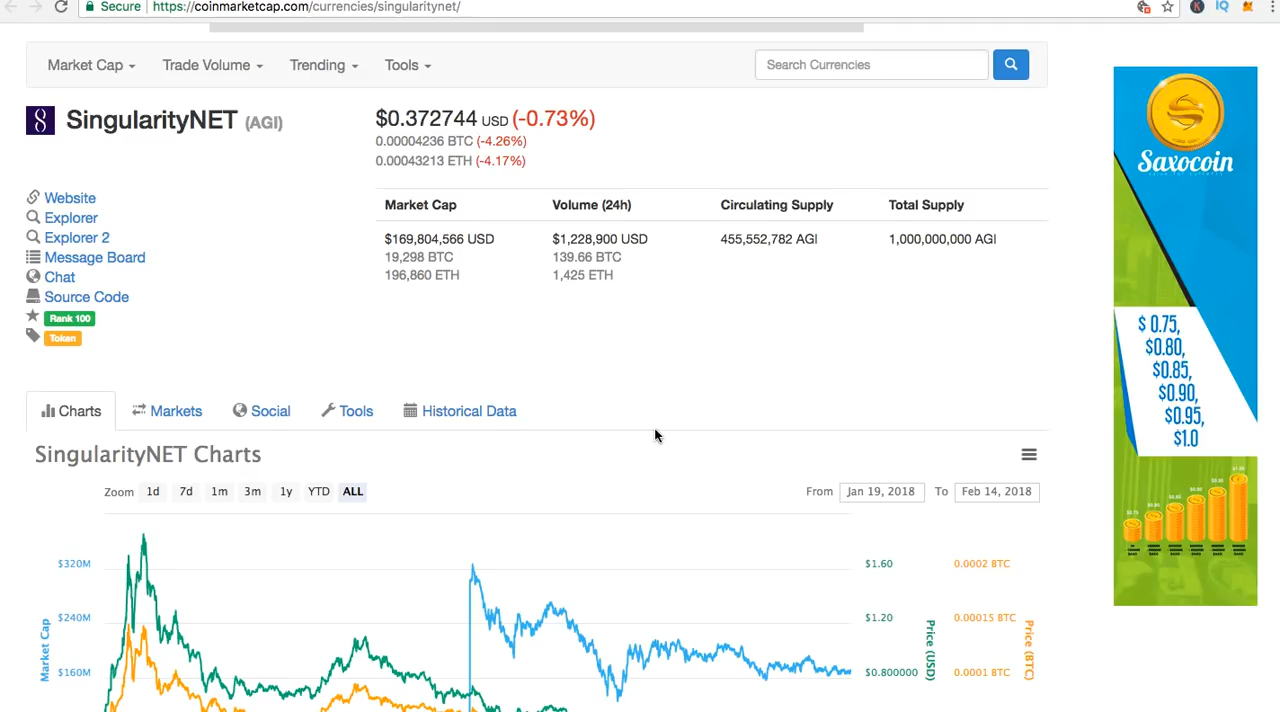 Secure https://coinmarketcap.com/currencies/singularitynet/
Market Cap Trade Volume Trending Tools Search Currencies
SingularityNET (AGI)
$0.372744 USD (-0.73%)
0.00004236 BTC (-4.26%)
0.00043213 ETH (-4.17%)
Website
Explorer
Explorer 2
Message Board
Chat
Source Code
Rank 100
Token
Market Cap Volume (24h) Circulating Supply Total Supply
$169,804,566 USD $1,228,900 USD 455,552,782 AGI 1,000,000,000 AGI
19,298 BTC 139.66 BTC
196,860 ETH 1,425 ETH
Charts Markets Social Tools Historical Data
SingularityNET Charts
Zoom 1d 7d 1m 3m 1y YTD ALL From Jan 19, 2018 To Feb 14, 2018
$320M $1.60 0.0002 BTC
$240M $1.20 0.00015 BTC
$160M $0.800000 0.0001 BTC
Market Cap
Price (USD)
Price (BTC)
Saxocoin
$ 0.75,
$0.80,
$0.85,
$0.90,
$0.95,
$1.0